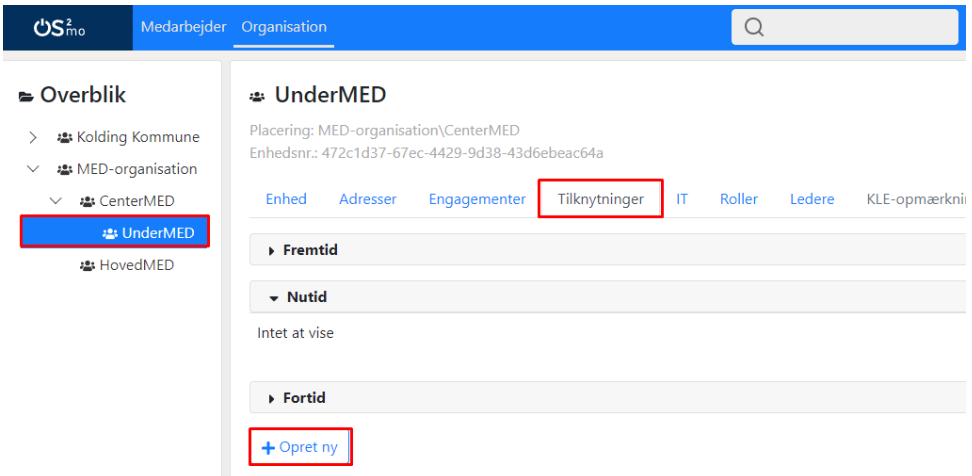 OS2mo Medarbejder Organisation
Overblik
Kolding Kommune
MED-organisation
CenterMED
UnderMED
HovedMED
UnderMED
Placering: MED-organisation\CenterMED
Enhedsnr.: 472c1d37-67ec-4429-9d38-43d6ebeac64a
Enhed Adresser Engagementer Tilknytninger IT Roller Ledere KLE-opmærkni
Fremtid
Nutid
Intet at vise
Fortid
+ Opret ny